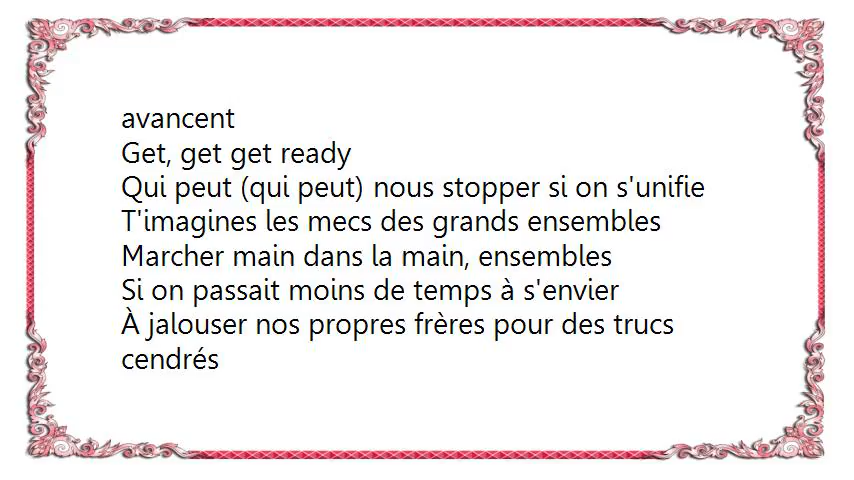 avancent
Get, get get ready
Qui peut (qui peut) nous stopper si on s'unifie
T'imagines les mecs des grands ensembles
Marcher main dans la main, ensembles
Si on passait moins de temps à s'envier
À jalouser nos propres frères pour des trucs
cendrés